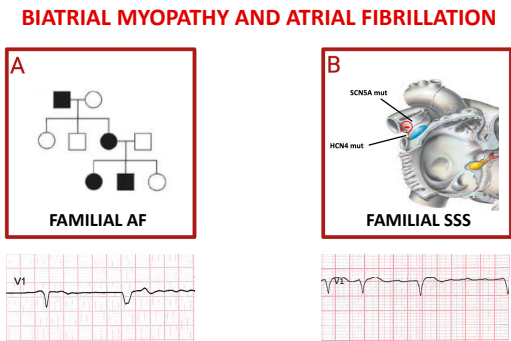 BIATRIAL MYOPATHY AND ATRIAL FIBRILLATION
A
FAMILIAL AF
B
SCN5A mut
HCN4 mut
FAMILIAL SSS
V1
V1